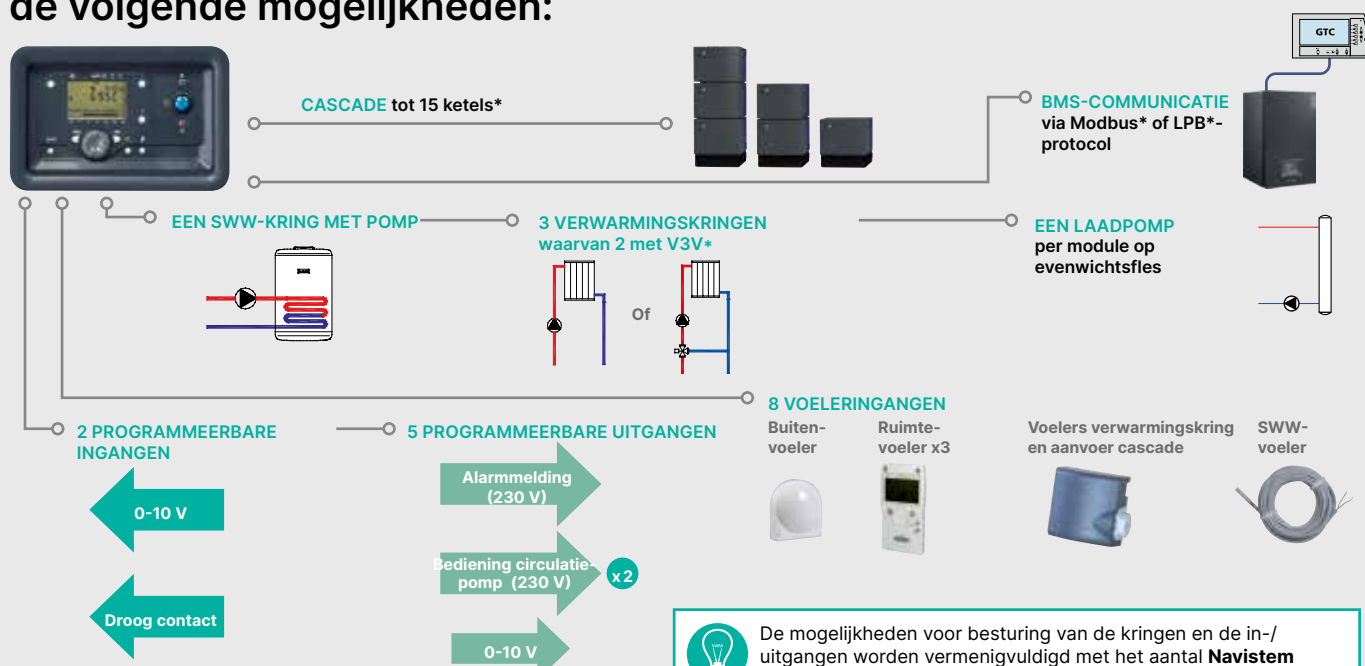 de volgende mogelijkheden:
GTC
CASCADE tot 15 ketels*
BMS-COMMUNICATIE
via Modbus* of LPB*-
protocol
EEN SWW-KRING MET POMP
3 VERWARMINGSKRINGEN
waarvan 2 met V3V*
Of
EEN LAADPOMP
per module op
evenwichtsfles
2 PROGRAMMEERBARE
INGANGEN
0-10 V
Droog contact
5 PROGRAMMEERBARE UITGANGEN
Alarmmelding
(230 V)
Bediening circulatie-
pomp (230 V)
x2
0-10 V
8 VOELERINGANGEN
Buiten-
voeler
Ruimte-
voeler x3
Voelers verwarmingskring
en aanvoer cascade
SWW-
voeler
De mogelijkheden voor besturing van de kringen en de in-/
uitgangen worden vermenigvuldigd met het aantal Navistem